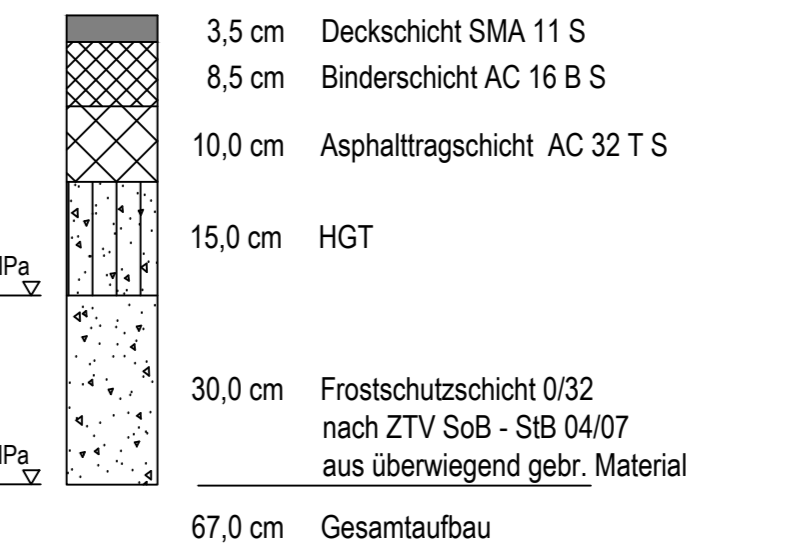 3,5 cm Deckschicht SMA 11 S
8,5 cm Binderschicht AC 16 B S
10,0 cm Asphalttragschicht AC 32 T S
15,0 cm HGT
30,0 cm Frostschutzschicht 0/32
nach ZTV SoB - StB 04/07
aus überwiegend gebr. Material
67,0 cm Gesamtaufbau